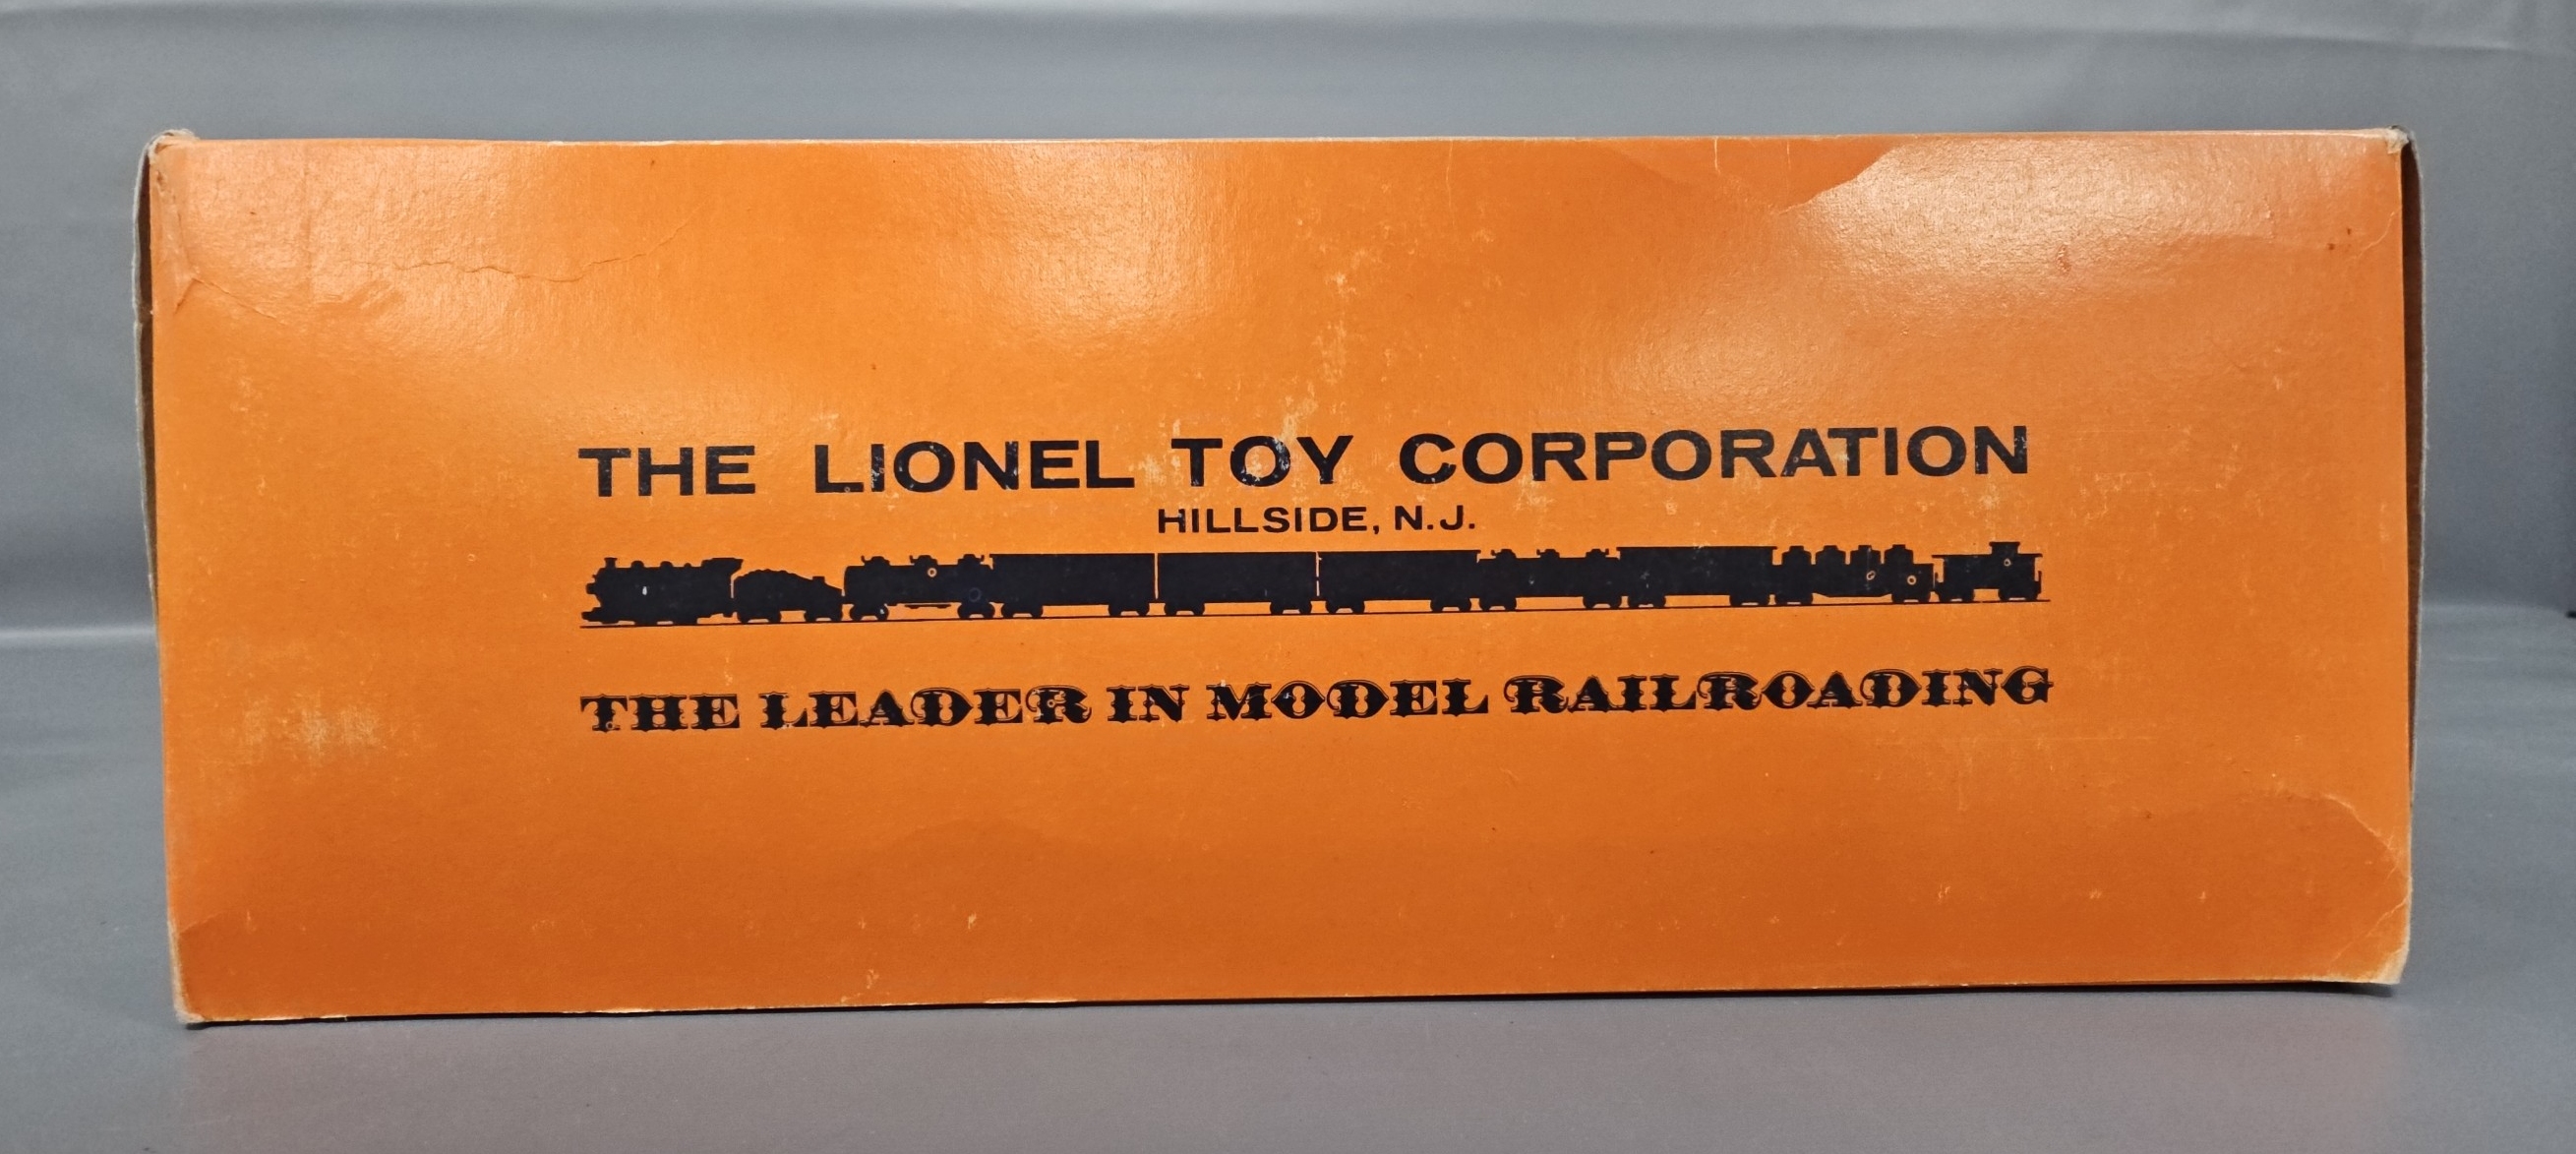 THE LIONEL TOY CORPORATION
HILLSIDE, N.J.
THE LEADER IN MODEL RAILROADING